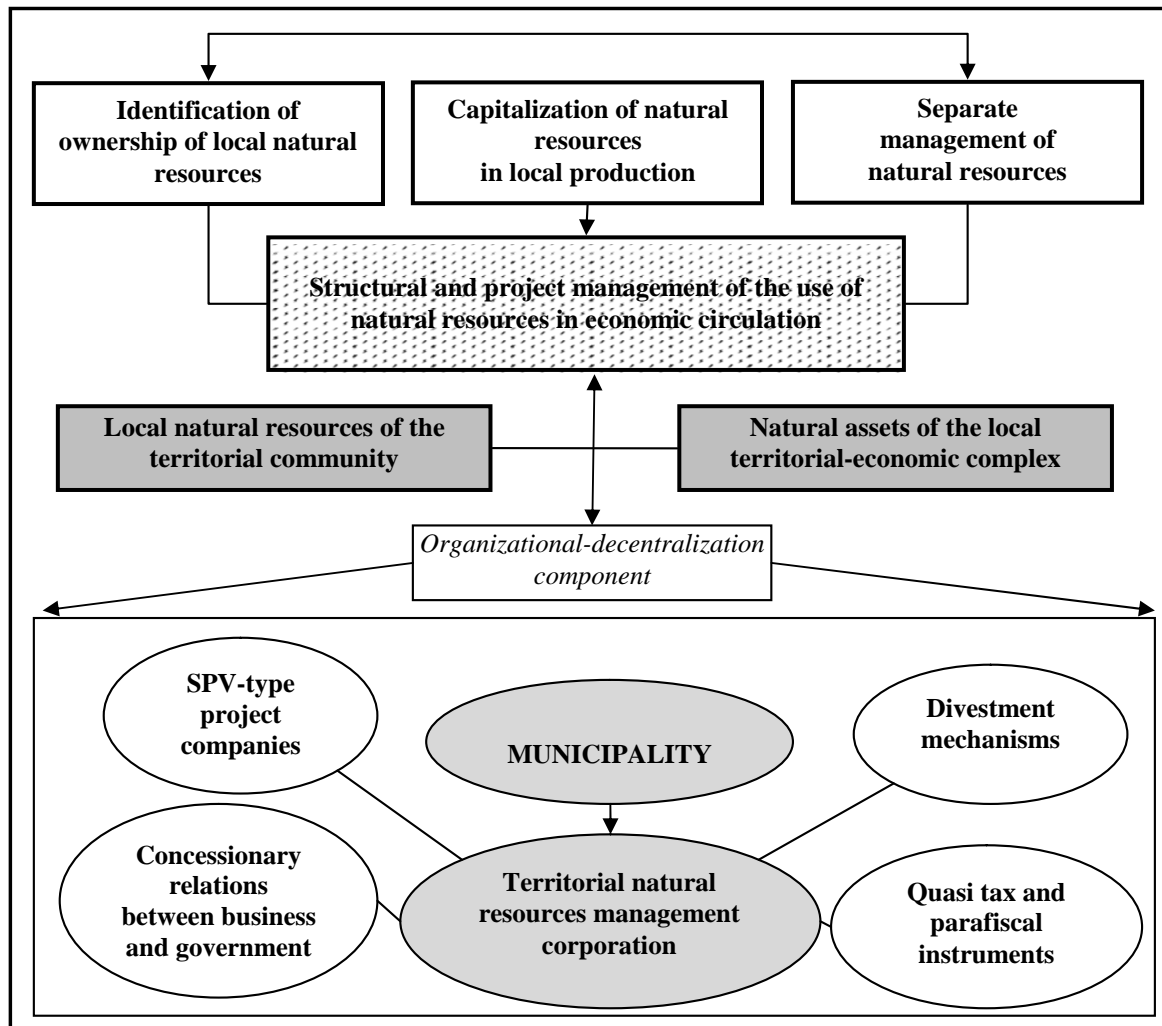 Identification of
ownership of local natural
resources
Capitalization of natural
resources
in local production
Separate
management of
natural resources
Structural and project management of the use of
natural resources in economic circulation
Local natural resources of the
territorial community
Natural assets of the local
territorial-economic complex
Organizational-decentralization
component
SPV-type
project
companies
MUNICIPALITY
Divestment
mechanisms
Concessionary
relations
between business
and government
Territorial natural
resources management
corporation
Quasi tax and
parafiscal
instruments